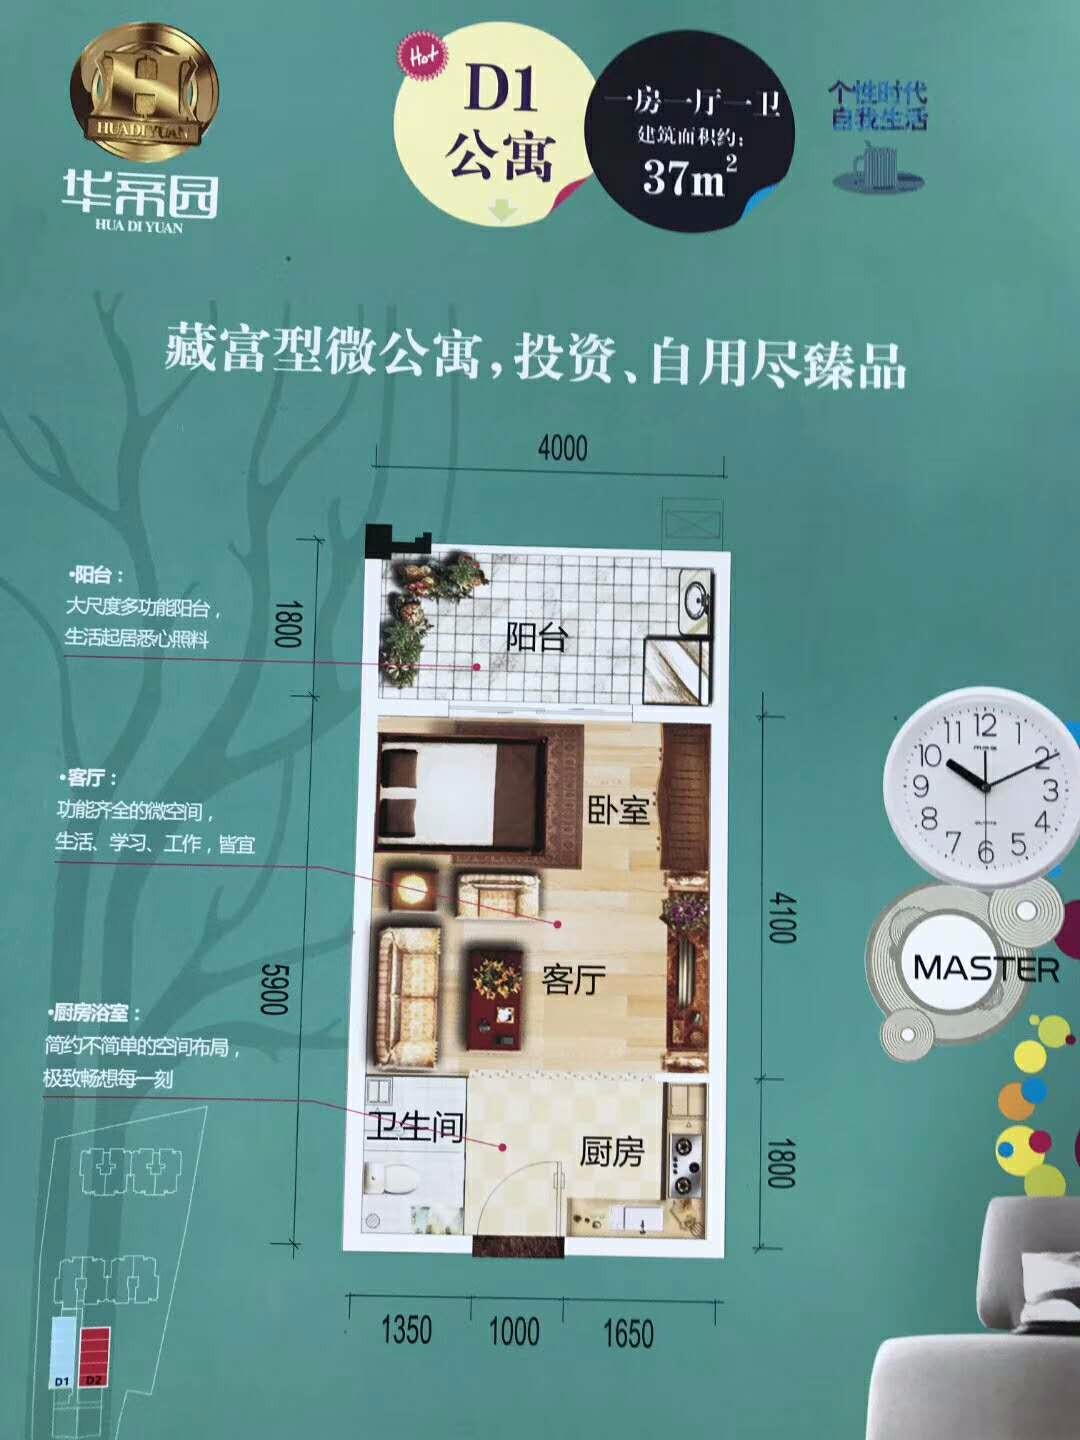 HUADIYUAN
华帝园
HUA DI YUAN
Hot
D1
公寓
一房一厅一卫
建筑面积约:
37m²
个性时代
自我生活
藏富型微公寓,投资、自用尽臻品
4000
•阳台:
大尺度多功能阳台,
生活起居悉心照料
1800
阳台
•客厅:
功能齐全的微空间,
生活、学习、工作,皆宜
卧室
客厅
4100
5900
•厨房浴室:
简约不简单的空间布局,
极致畅想每一刻
卫生间
厨房
1800
1350
1000
1650
12
1
2
3
4
5
6
7
8
9
10
11
MASTER
D1
D2